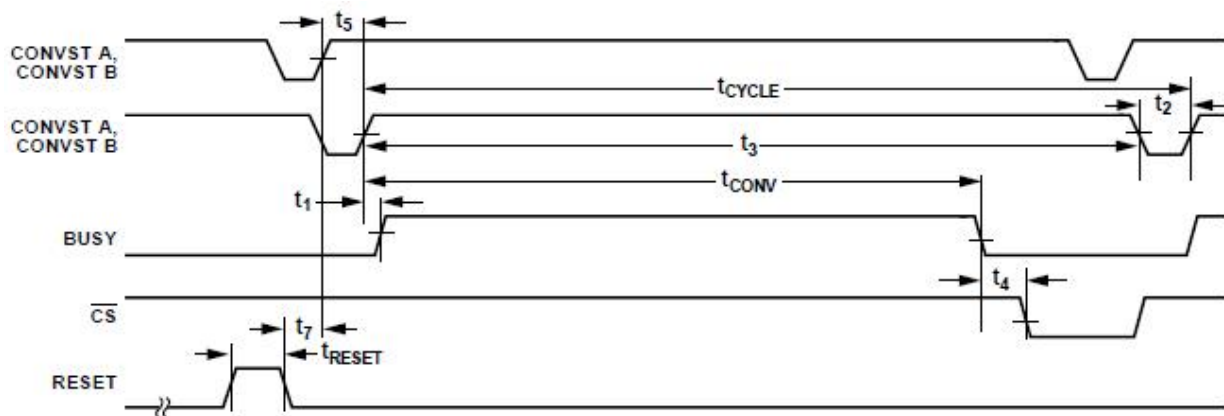 t5
CONVST A,
CONVST B
tCYCLE
t2
CONVST A,
CONVST B
t3
tCONV
t1
BUSY
t4
CS
t7
tRESET
RESET